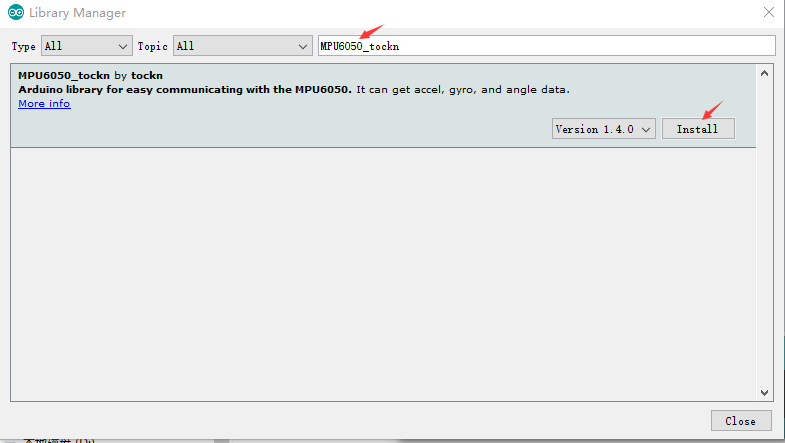 Library Manager
Type All Topic All MPU6050_tockn
MPU6050_tockn by tockn
Arduino library for easy communicating with the MPU6050. It can get accel, gyro, and angle data.
More info
Version 1.4.0 Install
Close